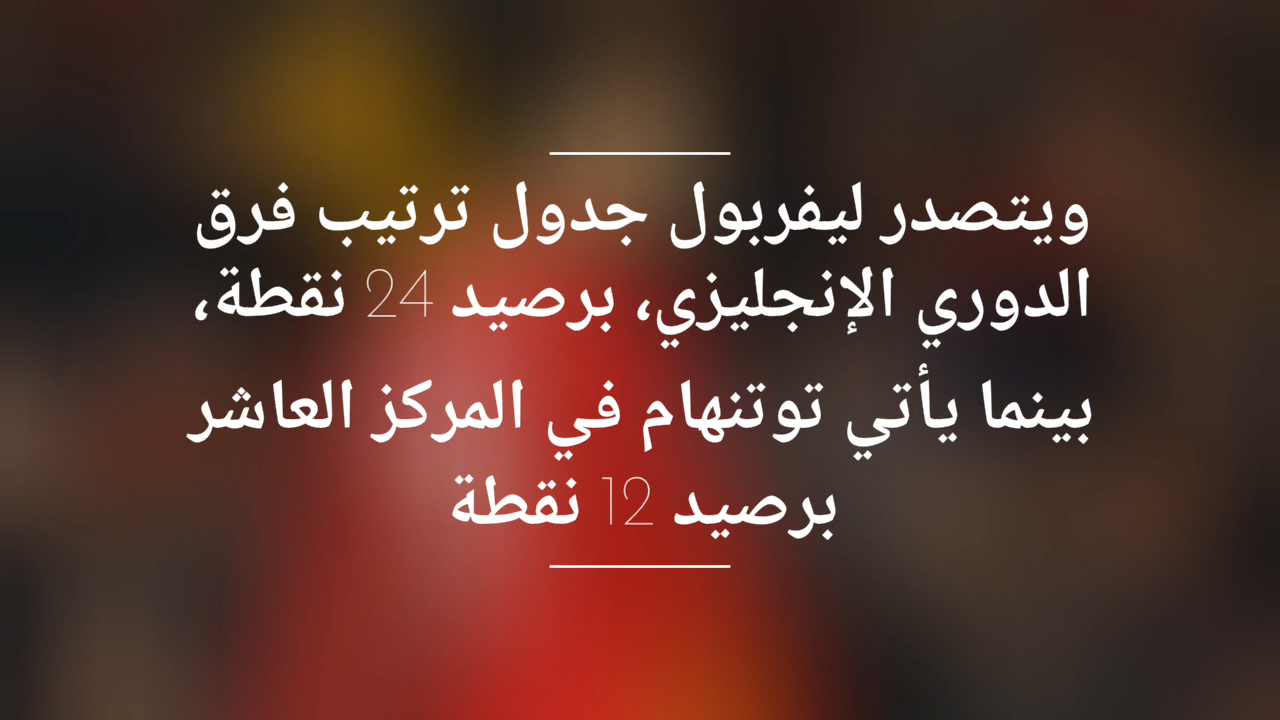 ويتصدر ليفربول جدول ترتيب فرق
الدوري الإنجليزي، برصيد 24 نقطة،
بينما يأتي توتنهام في المركز العاشر
برصيد 12 نقطة